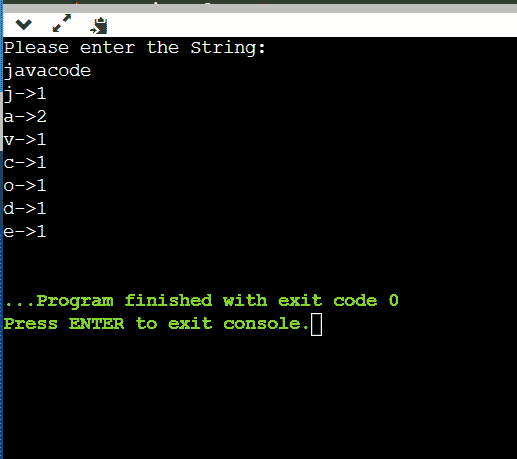 Please enter the String:
javacode
j->1
a->2
v->1
c->1
o->1
d->1
e->1
...Program finished with exit code 0
Press ENTER to exit console.